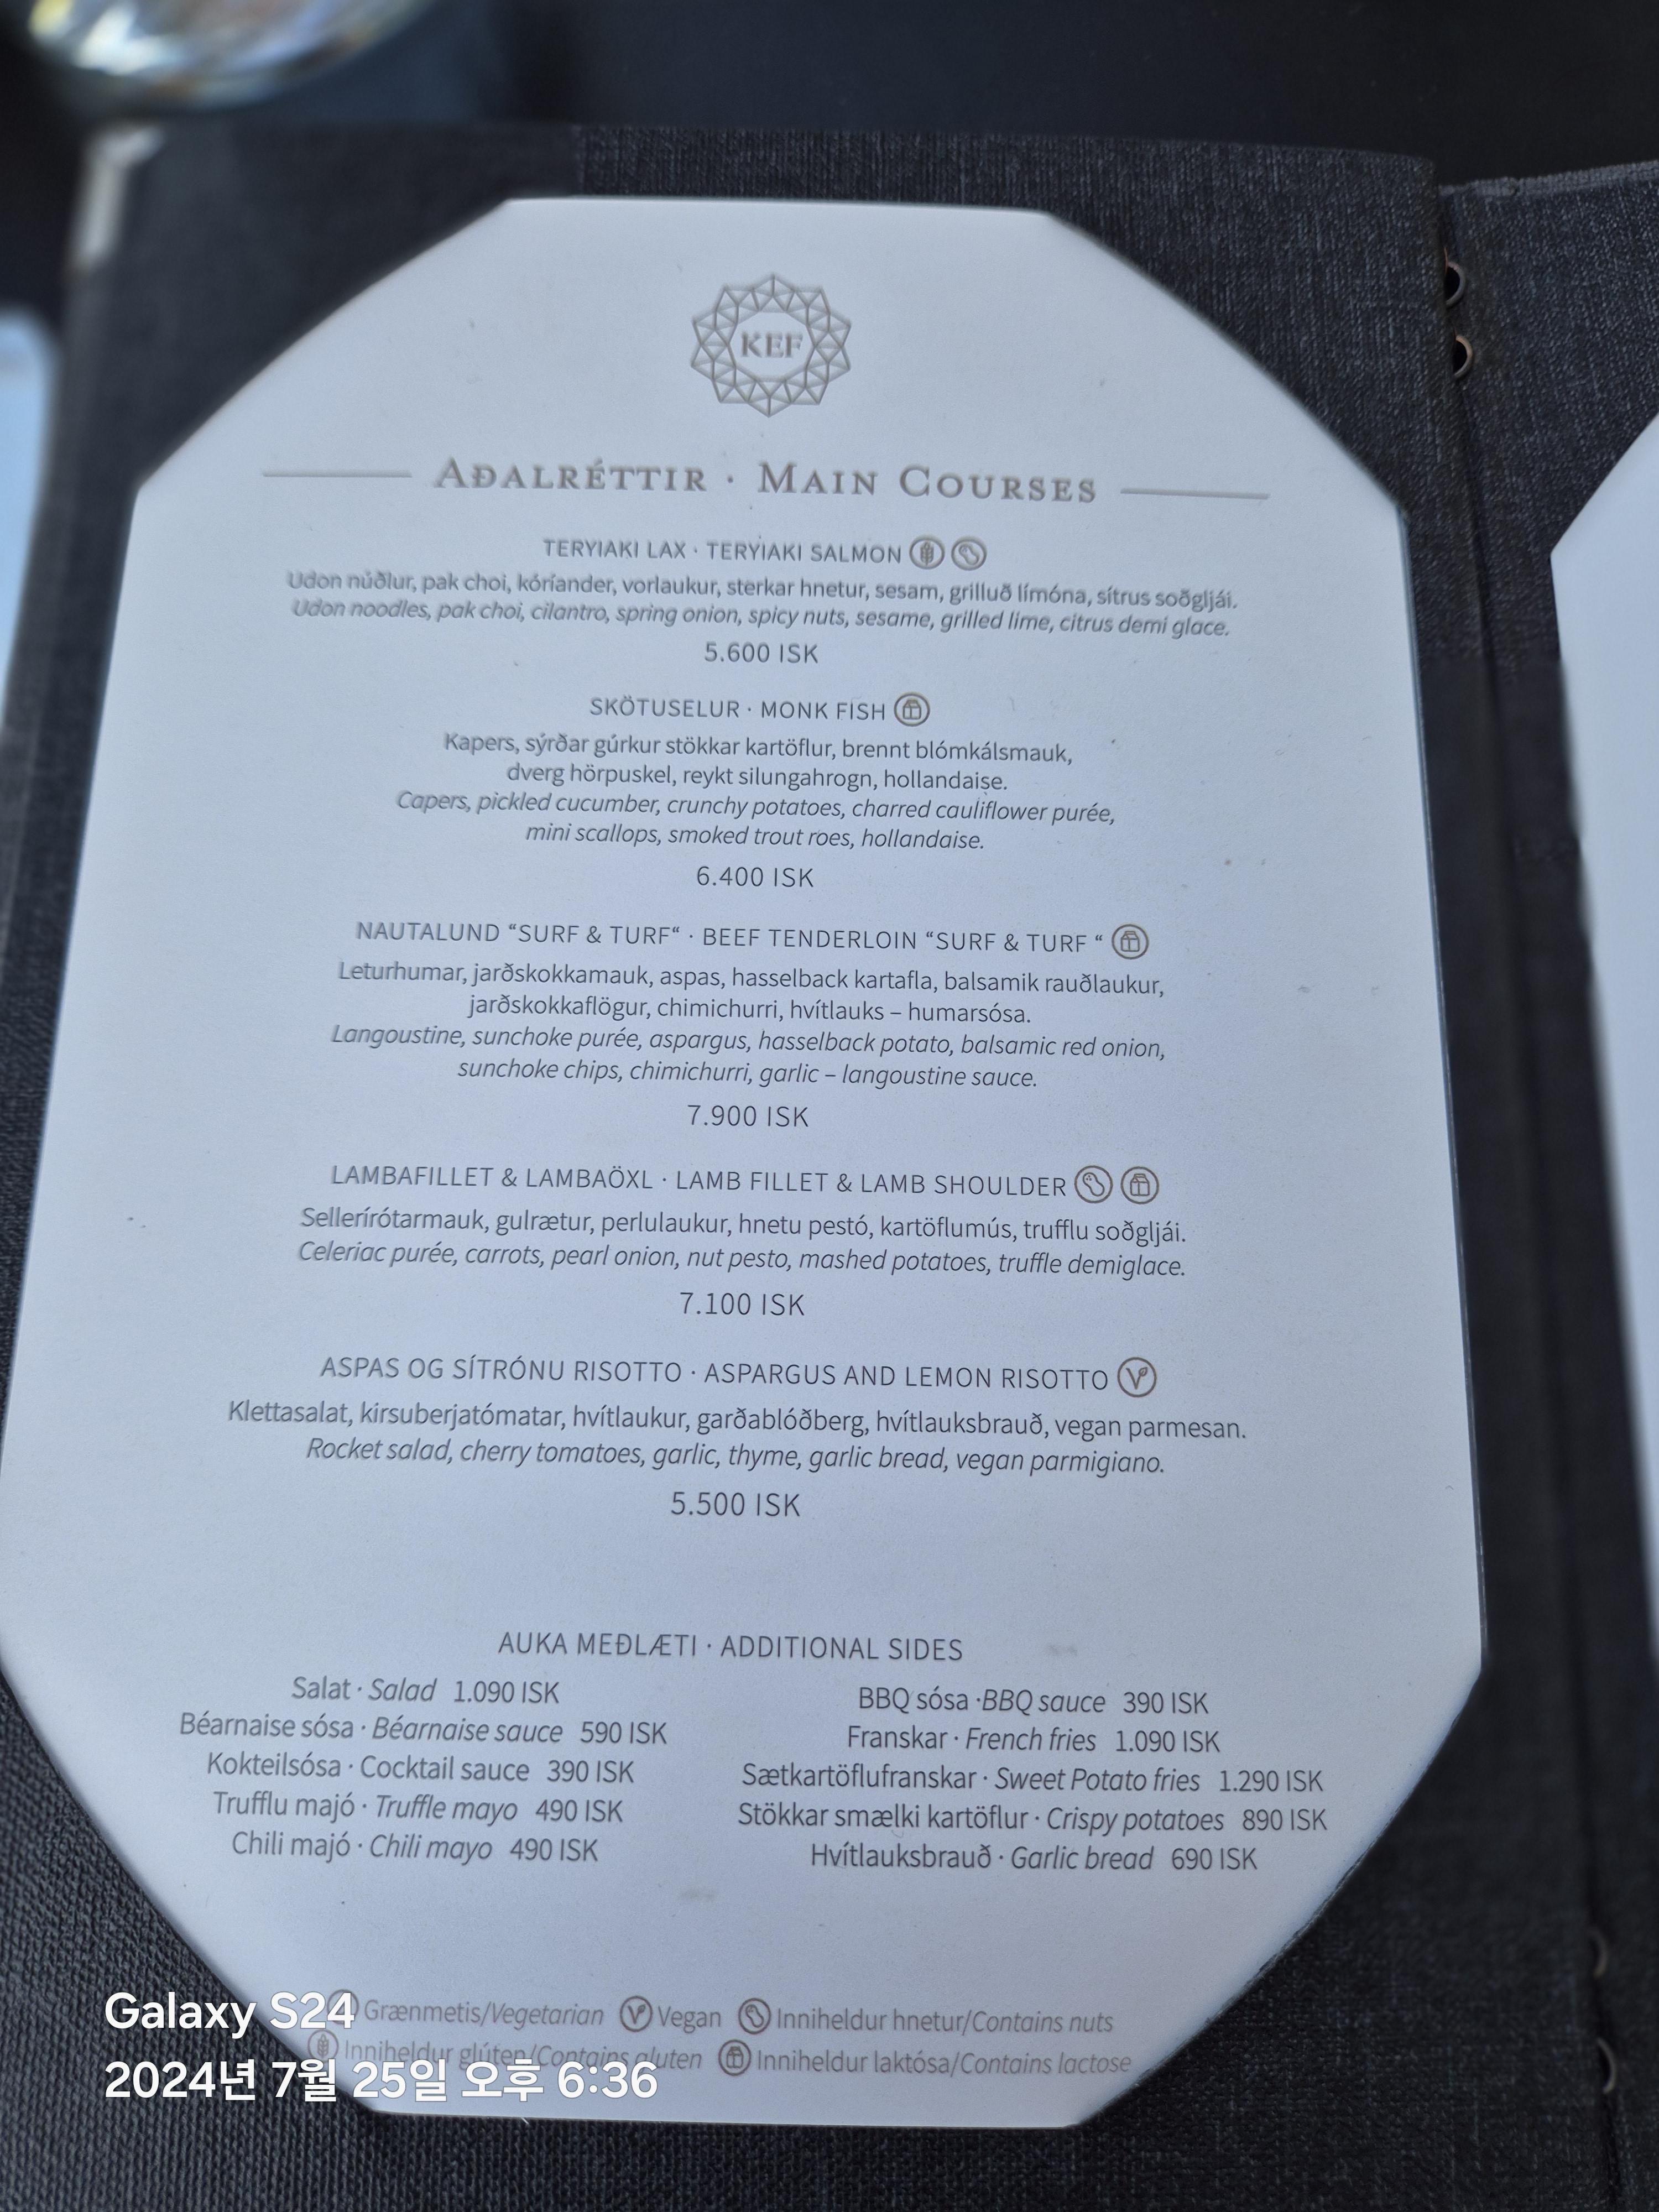 KEF
AÐALRÉTTIR · MAIN COURSES
TERYIAKI LAX · TERYIAKI SALMON
Udon núðlur, pak choi, kóríander, vorlaukur, sterkar hnetur, sesam, grilluð límóna, sítrus soðgljái.
Udon noodles, pak choi, cilantro, spring onion, spicy nuts, sesame, grilled lime, citrus demi glace.
5.600 ISK
SKÖTUSELUR · MONK FISH
Kapers, sýrðar gúrkur stökkar kartöflur, brennt blómkálsmauk,
dverg hörpuskel, reykt silungahrogn, hollandaise.
Capers, pickled cucumber, crunchy potatoes, charred cauliflower purée,
mini scallops, smoked trout roes, hollandaise.
6.400 ISK
NAUTALUND “SURF & TURF“ · BEEF TENDERLOIN “SURF & TURF “
Leturhumar, jarðskokkamauk, aspas, hasselback kartafla, balsamik rauðlaukur,
jarðskokkaflögur, chimichurri, hvítlauks – humarsósa.
Langoustine, sunchoke purée, aspargus, hasselback potato, balsamic red onion,
sunchoke chips, chimichurri, garlic – langoustine sauce.
7.900 ISK
LAMBAFILLET & LAMBAÖXL · LAMB FILLET & LAMB SHOULDER
Sellerírótarmauk, gulrætur, perlulaukur, hnetu pestó, kartöflumús, trufflu soðgljái.
Celeriac purée, carrots, pearl onion, nut pesto, mashed potatoes, truffle demiglace.
7.100 ISK
ASPAS OG SÍTRÓNU RISOTTO · ASPARGUS AND LEMON RISOTTO
Klettasalat, kirsuberjatómatar, hvítlaukur, garðablóðberg, hvítlauksbrauð, vegan parmesan.
Rocket salad, cherry tomatoes, garlic, thyme, garlic bread, vegan parmigiano.
5.500 ISK
AUKA MEÐLÆTI · ADDITIONAL SIDES
Salat · Salad 1.090 ISK
Béarnaise sósa · Béarnaise sauce 590 ISK
Kokteilsósa · Cocktail sauce 390 ISK
Trufflu majó · Truffle mayo 490 ISK
Chili majó · Chili mayo 490 ISK
BBQ sósa ·BBQ sauce 390 ISK
Franskar · French fries 1.090 ISK
Sætkartöflufranskar · Sweet Potato fries 1.290 ISK
Stökkar smælki kartöflur · Crispy potatoes 890 ISK
Hvítlauksbrauð · Garlic bread 690 ISK
Grænmetis/Vegetarian V Vegan Inniheldur hnetur/Contains nuts
Inniheldur glúten/Contains gluten Inniheldur laktósa/Contains lactose
Galaxy S24
2024년 7월 25일 오후 6:36